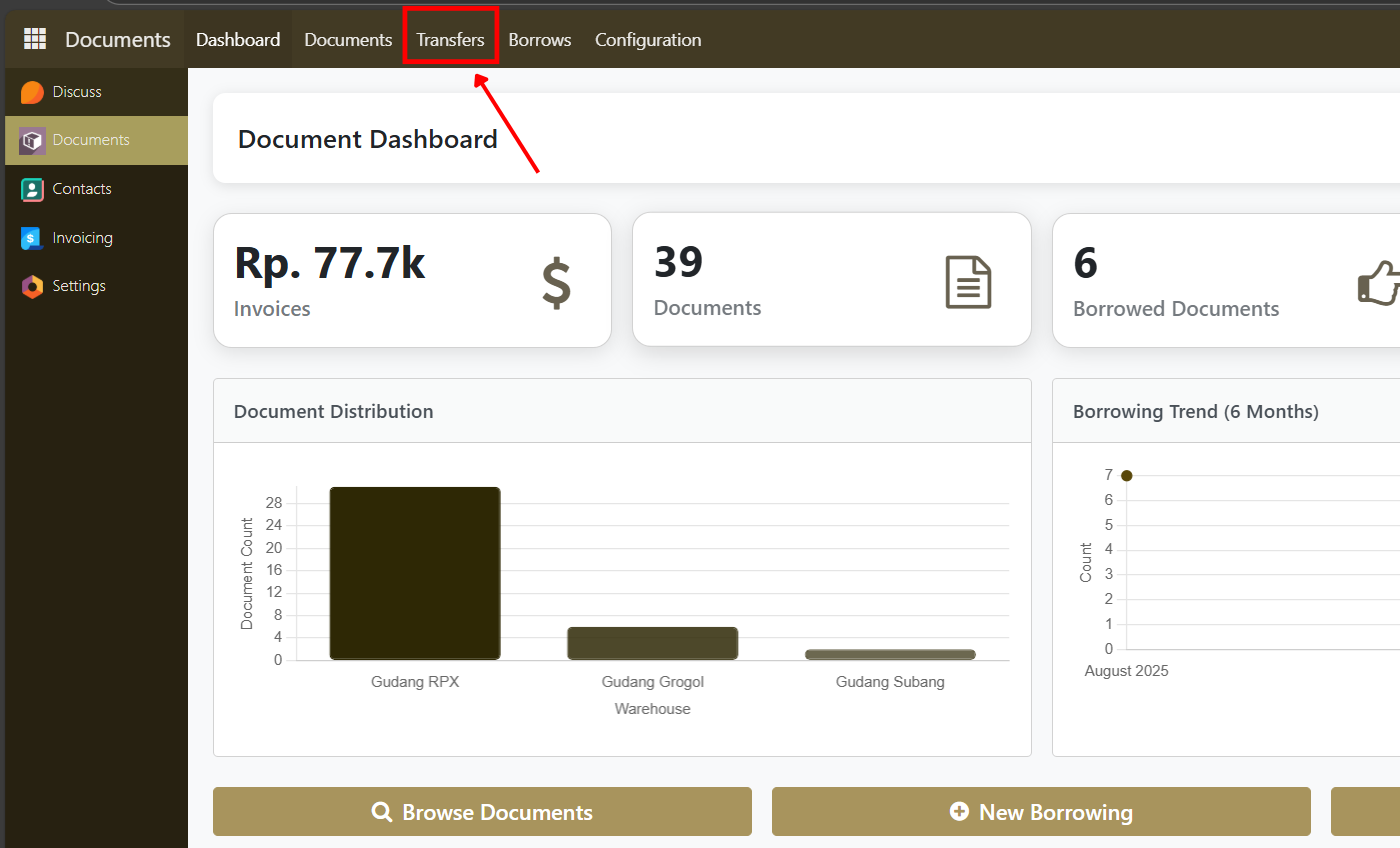 Documents Dashboard Documents Transfers Borrows Configuration
Discuss
Documents
Contacts
Invoicing
Settings
Document Dashboard
Rp. 77.7k
Invoices
$
39
Documents
6
Borrowed Documents
Document Distribution
Document Count
28
24
20
16
12
8
4
0
Gudang RPX Gudang Grogol Gudang Subang
Warehouse
Borrowing Trend (6 Months)
Count
7
6
5
4
3
2
1
0
August 2025
Browse Documents
New Borrowing